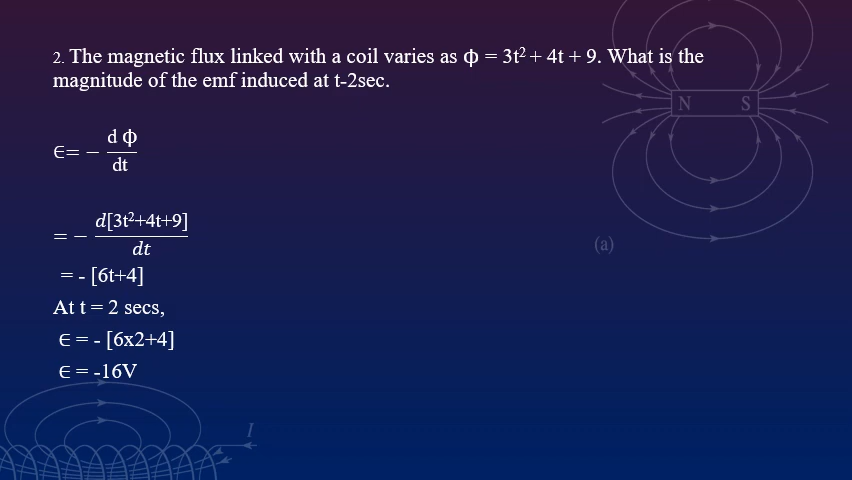 2. The magnetic flux linked with a coil varies as Φ = 3t² + 4t + 9. What is the
magnitude of the emf induced at t-2sec.
N S
∈= − d Φ
dt
= − d[3t²+4t+9]
dt
(a)
= - [6t+4]
At t = 2 secs,
∈ = - [6x2+4]
∈ = -16V
I